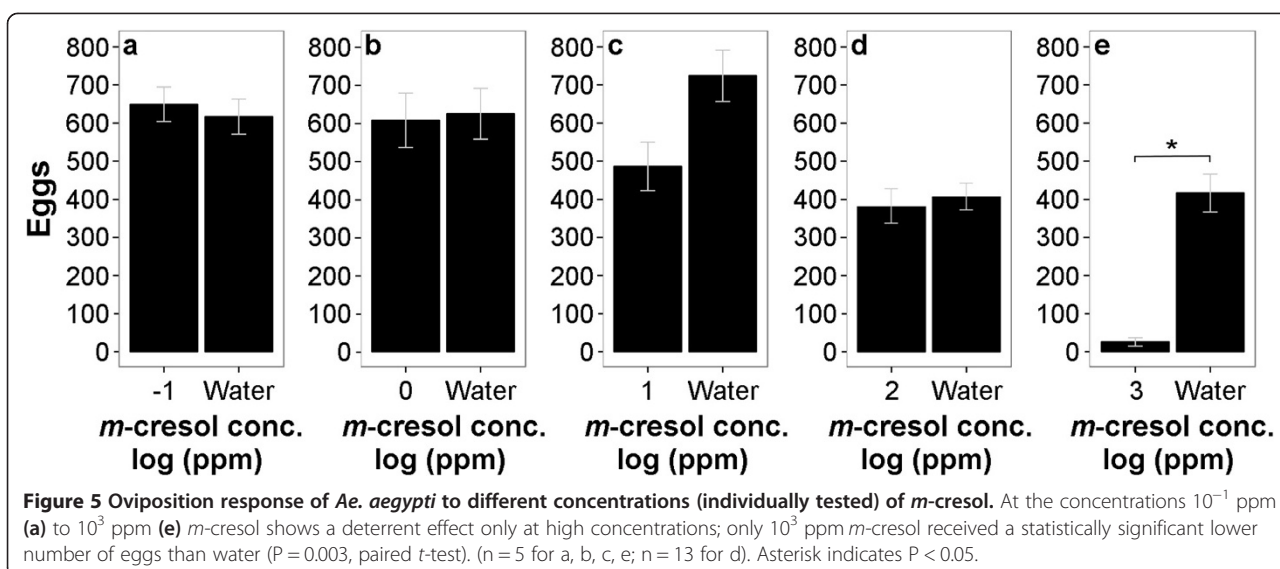 a b c d e
800 800 800 800 800
700 700 700 700 700
600 600 600 600 600
500 500 500 500 500
400 400 400 400 400
300 300 300 300 300
200 200 200 200 200
100 100 100 100 100
0 0 0 0 0
Eggs
*
-1 Water 0 Water 1 Water 2 Water 3 Water
m-cresol conc. m-cresol conc. m-cresol conc. m-cresol conc. m-cresol conc.
log (ppm) log (ppm) log (ppm) log (ppm) log (ppm)
Figure 5 Oviposition response of Ae. aegypti to different concentrations (individually tested) of m-cresol. At the concentrations 10⁻¹ ppm
(a) to 10³ ppm (e) m-cresol shows a deterrent effect only at high concentrations; only 10³ ppm m-cresol received a statistically significant lower
number of eggs than water (P = 0.003, paired t-test). (n = 5 for a, b, c, e; n = 13 for d). Asterisk indicates P < 0.05.